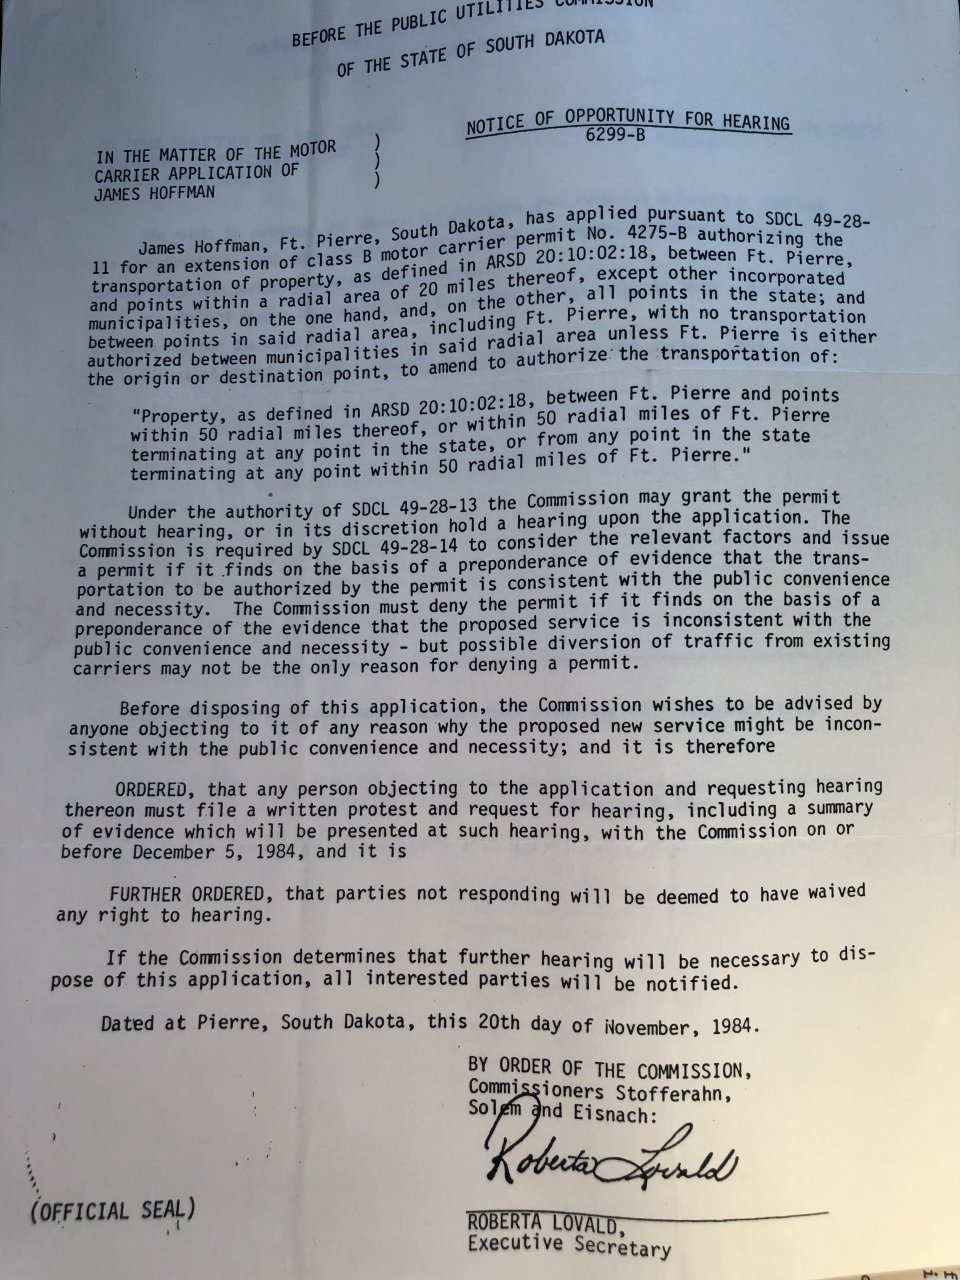 BEFORE THE PUBLIC UTILITIES COMMISSION
OF THE STATE OF SOUTH DAKOTA
NOTICE OF OPPORTUNITY FOR HEARING
6299-B
IN THE MATTER OF THE MOTOR )
CARRIER APPLICATION OF )
JAMES HOFFMAN )
James Hoffman, Ft. Pierre, South Dakota, has applied pursuant to SDCL 49-28-
11 for an extension of class B motor carrier permit No. 4275-B authorizing the
transportation of property, as defined in ARSD 20:10:02:18, between Ft. Pierre,
and points within a radial area of 20 miles thereof, except other incorporated
municipalities, on the one hand, and, on the other, all points in the state; and
between points in said radial area, including Ft. Pierre, with no transportation
authorized between municipalities in said radial area unless Ft. Pierre is either
the origin or destination point, to amend to authorize the transportation of:
"Property, as defined in ARSD 20:10:02:18, between Ft. Pierre and points
within 50 radial miles thereof, or within 50 radial miles of Ft. Pierre
terminating at any point in the state, or from any point in the state
terminating at any point within 50 radial miles of Ft. Pierre."
Under the authority of SDCL 49-28-13 the Commission may grant the permit
without hearing, or in its discretion hold a hearing upon the application. The
Commission is required by SDCL 49-28-14 to consider the relevant factors and issue
a permit if it finds on the basis of a preponderance of evidence that the trans-
portation to be authorized by the permit is consistent with the public convenience
and necessity. The Commission must deny the permit if it finds on the basis of a
preponderance of the evidence that the proposed service is inconsistent with the
public convenience and necessity - but possible diversion of traffic from existing
carriers may not be the only reason for denying a permit.
Before disposing of this application, the Commission wishes to be advised by
anyone objecting to it of any reason why the proposed new service might be incon-
sistent with the public convenience and necessity; and it is therefore
ORDERED, that any person objecting to the application and requesting hearing
thereon must file a written protest and request for hearing, including a summary
of evidence which will be presented at such hearing, with the Commission on or
before December 5, 1984, and it is
FURTHER ORDERED, that parties not responding will be deemed to have waived
any right to hearing.
If the Commission determines that further hearing will be necessary to dis-
pose of this application, all interested parties will be notified.
Dated at Pierre, South Dakota, this 20th day of November, 1984.
BY ORDER OF THE COMMISSION,
Commissioners Stofferahn,
Solem and Eisnach:
Roberta Lovald
(OFFICIAL SEAL)
ROBERTA LOVALD,
Executive Secretary